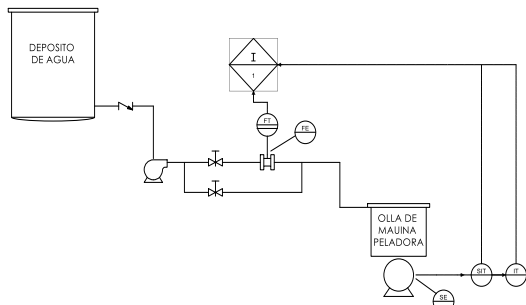 DEPOSITO
DE AGUA
I
1
FT
FE
OLLA DE
MAUINA
PELADORA
SIT
IT
SE